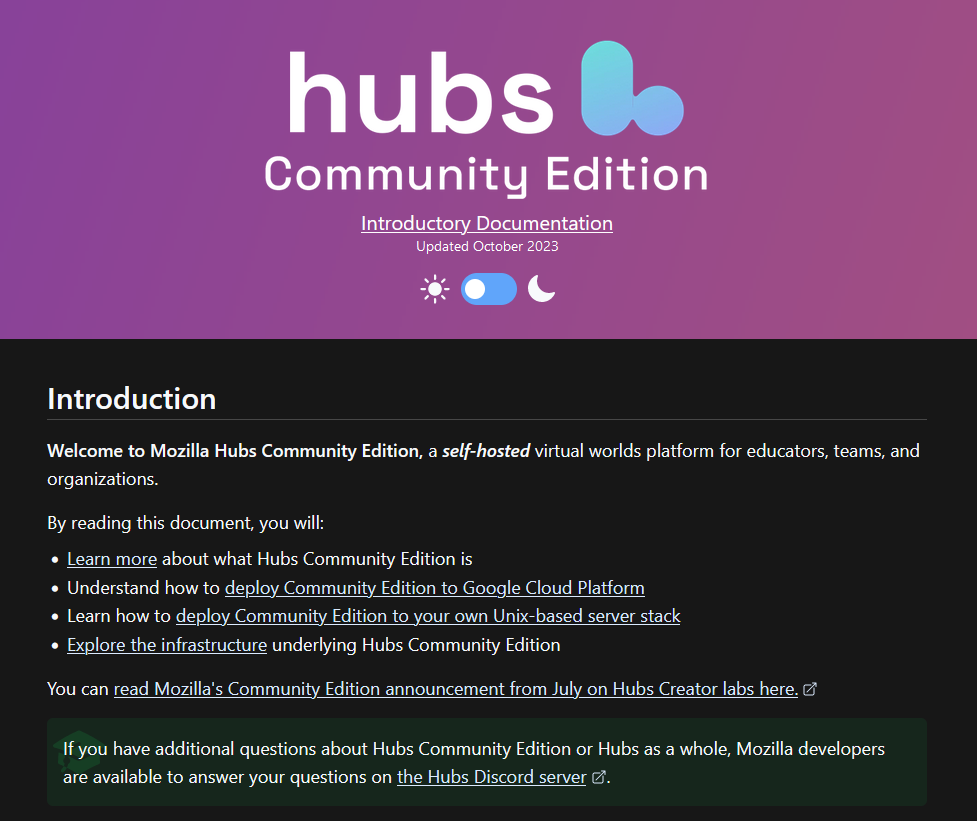 hubs
Community Edition
Introductory Documentation
Updated October 2023
Introduction
Welcome to Mozilla Hubs Community Edition, a self-hosted virtual worlds platform for educators, teams, and
organizations.
By reading this document, you will:
• Learn more about what Hubs Community Edition is
• Understand how to deploy Community Edition to Google Cloud Platform
• Learn how to deploy Community Edition to your own Unix-based server stack
• Explore the infrastructure underlying Hubs Community Edition
You can read Mozilla's Community Edition announcement from July on Hubs Creator labs here.
If you have additional questions about Hubs Community Edition or Hubs as a whole, Mozilla developers
are available to answer your questions on the Hubs Discord server.